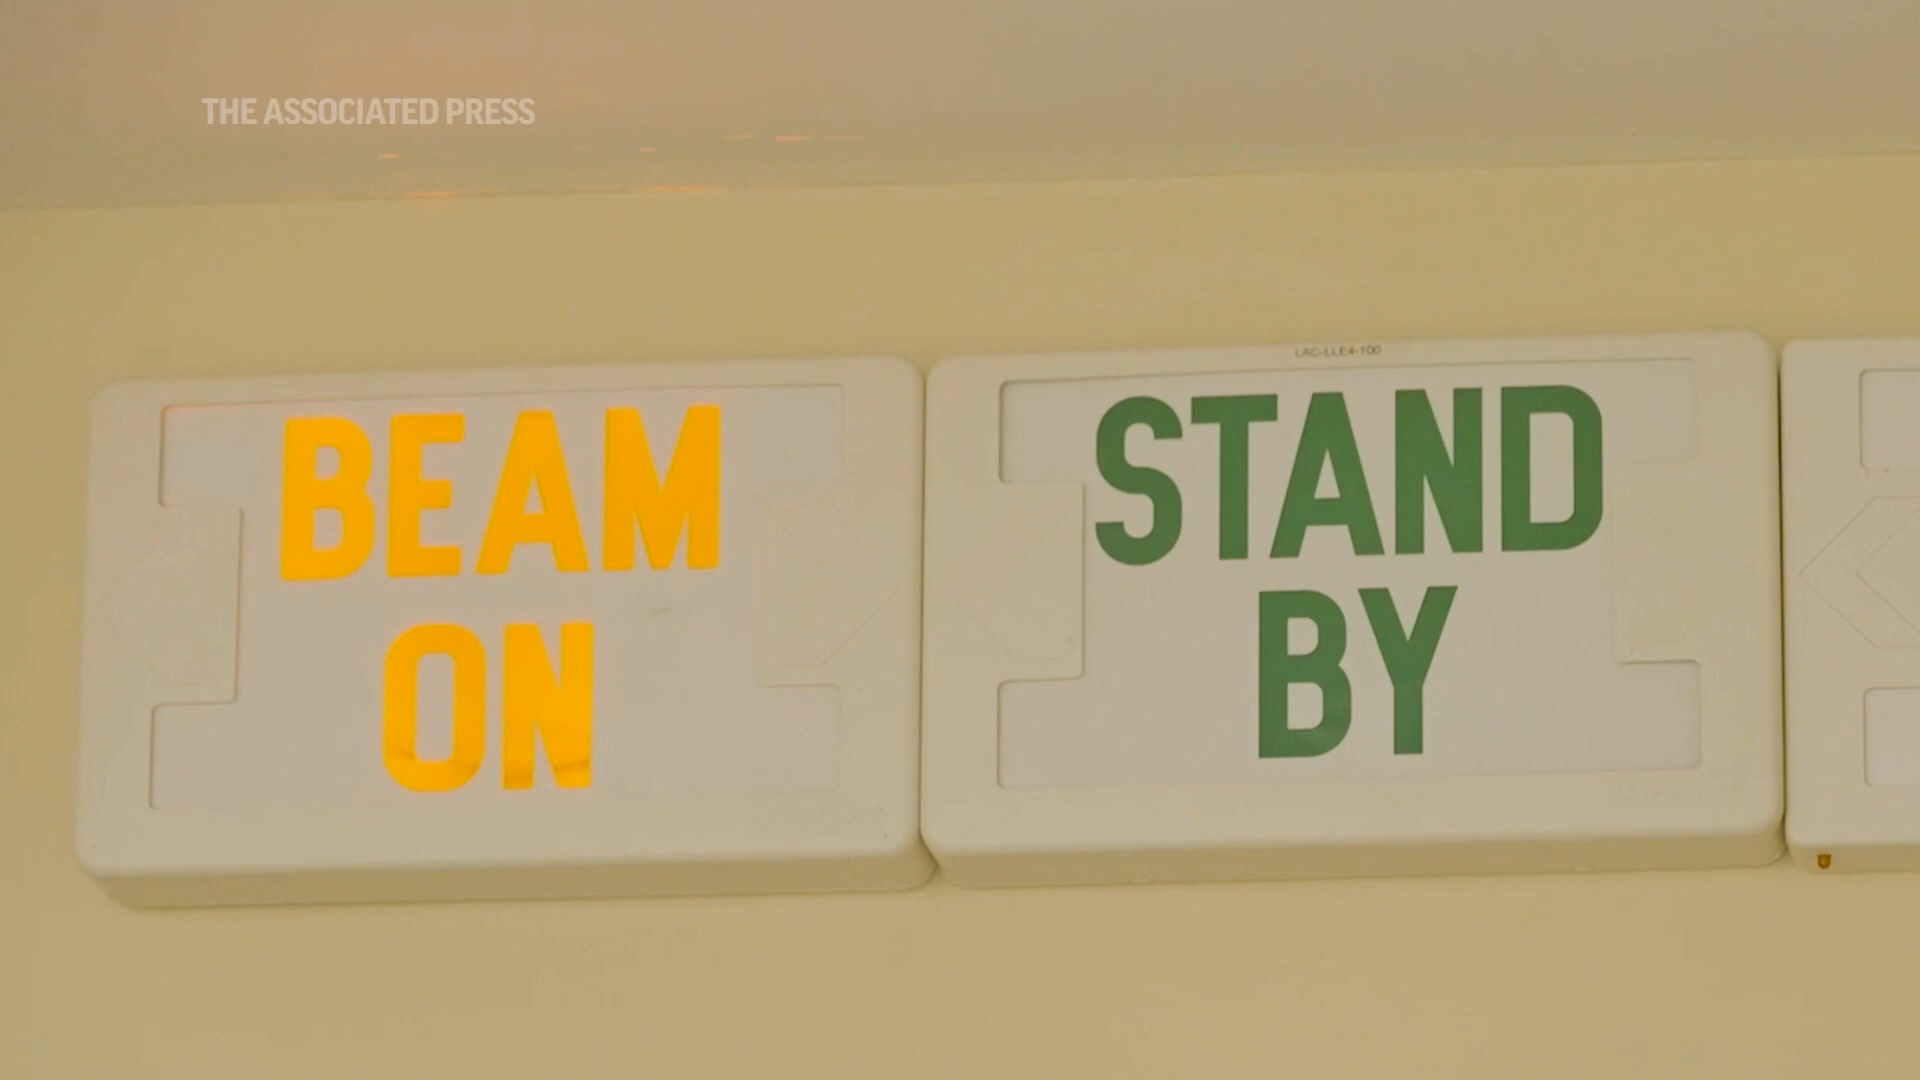 THE ASSOCIATED PRESS
LAC-LLE4-100
BEAM
ON
STAND
BY